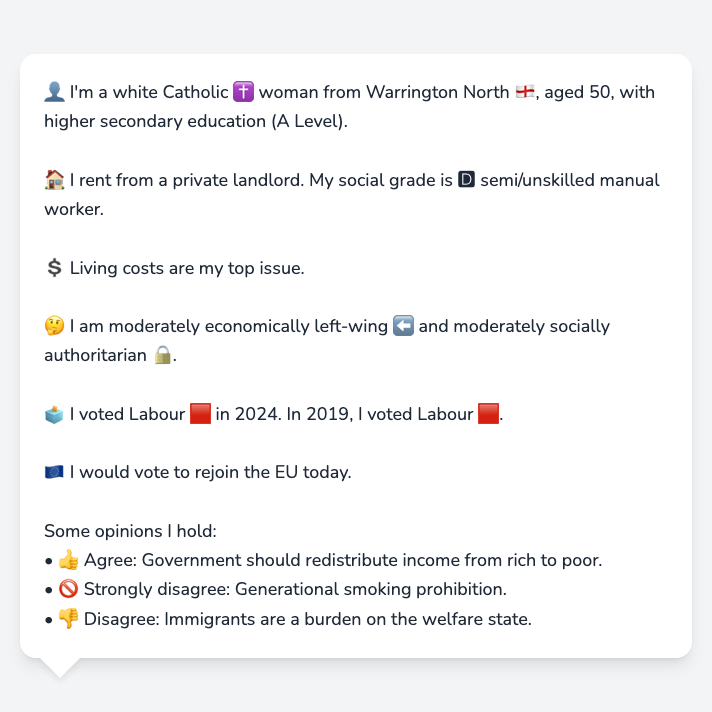 👤 I'm a white Catholic ✝️ woman from Warrington North 🏴󠁧󠁢󠁥󠁮󠁧󠁿, aged 50, with
higher secondary education (A Level).
🏠 I rent from a private landlord. My social grade is 🅳 semi/unskilled manual
worker.
💲 Living costs are my top issue.
🤔 I am moderately economically left-wing ⬅️ and moderately socially
authoritarian 🔒.
🗳️ I voted Labour 🟥 in 2024. In 2019, I voted Labour 🟥.
🇪🇺 I would vote to rejoin the EU today.
Some opinions I hold:
• 👍 Agree: Government should redistribute income from rich to poor.
• 🚫 Strongly disagree: Generational smoking prohibition.
• 👎 Disagree: Immigrants are a burden on the welfare state.